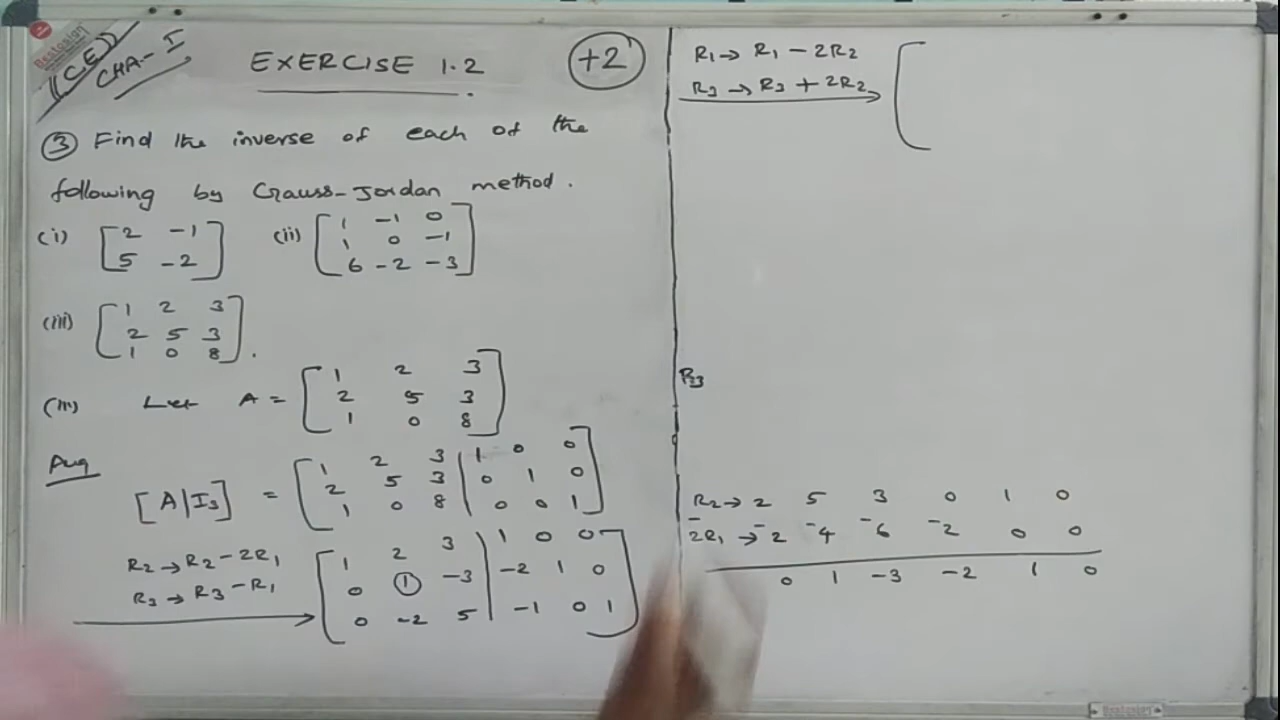 Bestosign
((CE))
CHA-I
EXERCISE 1.2
+2
③ Find the inverse of each of the
following by Gauss-Jordan method.
(i) [2 -1
5 -2]
(ii) [1 -1 0
1 0 -1
6 -2 -3]
(iii) [1 2 3
2 5 3
1 0 8].
(iii) Let A = [1 2 3
2 5 3
1 0 8]
Aug
[A|I3] = [1 2 3 | 1 0 0
2 5 3 | 0 1 0
1 0 8 | 0 0 1]
R2 → R2 - 2R1
R3 → R3 - R1
[1 2 3 | 1 0 0
0 ① -3 | -2 1 0
0 -2 5 | -1 0 1]
R1 → R1 - 2R2
R3 → R3 + 2R2
[
R3
R2 → 2 5 3 0 1 0
-2R1 → -2 -4 -6 -2 0 0
0 1 -3 -2 1 0